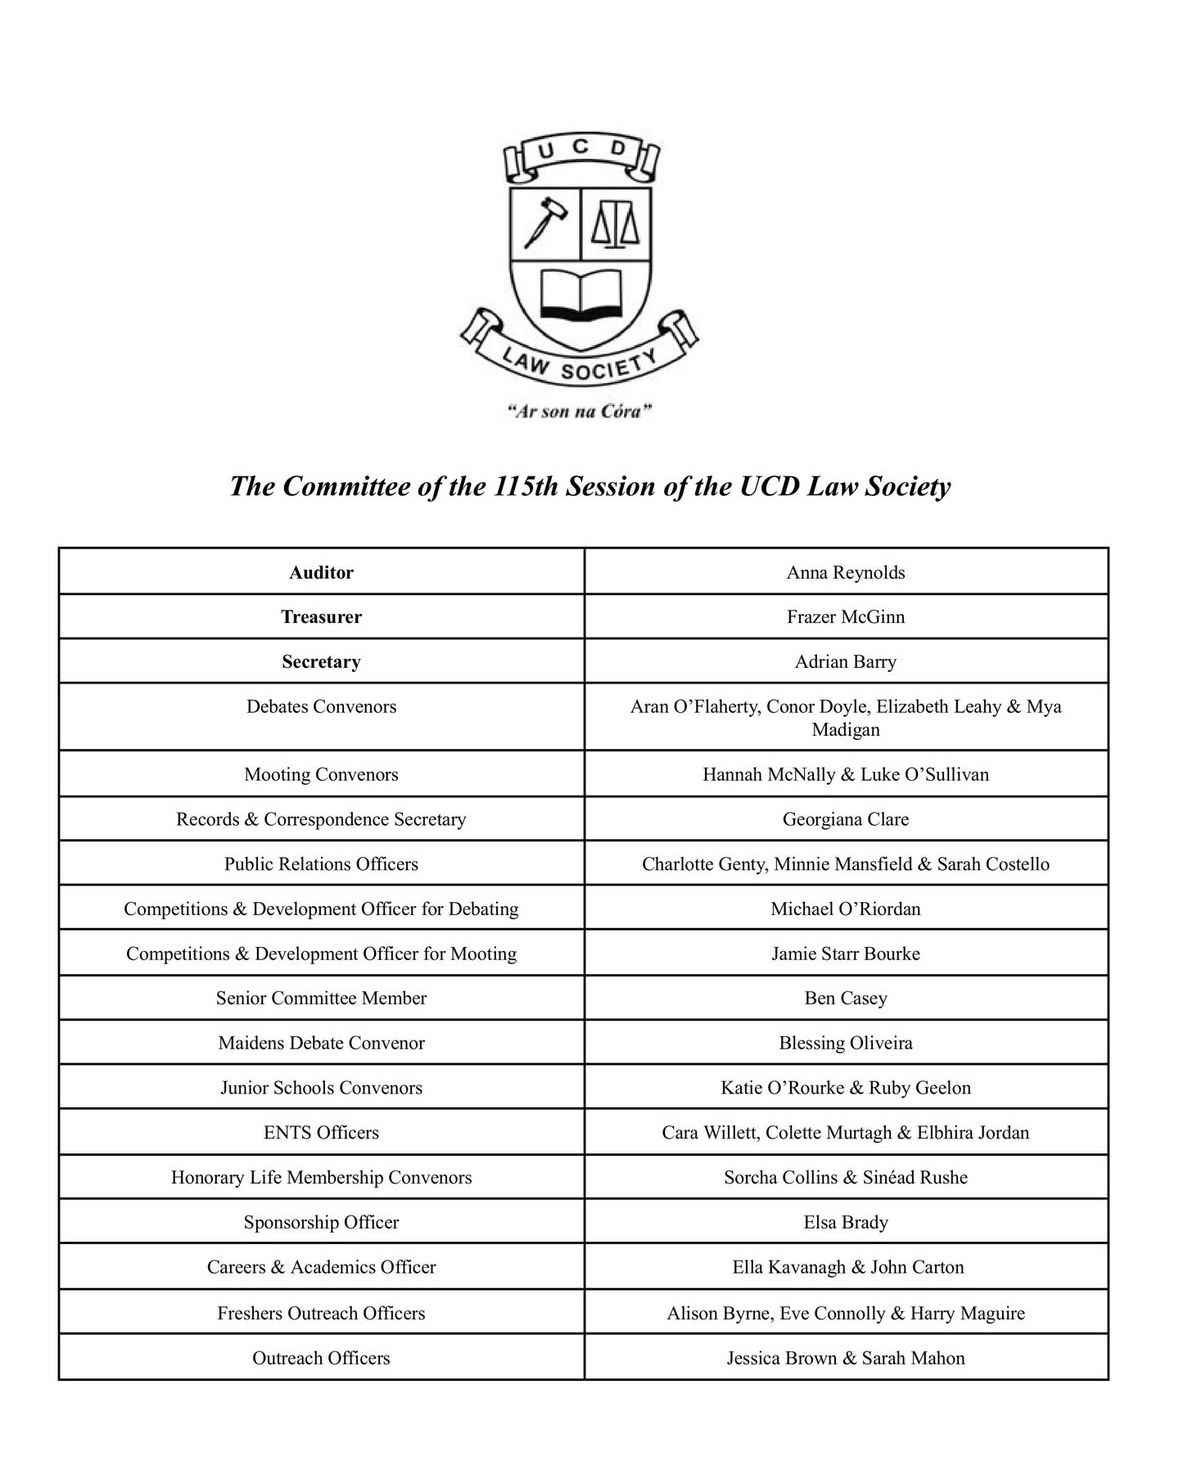 UCD
LAW SOCIETY
“Ar son na Córa”
The Committee of the 115th Session of the UCD Law Society
Auditor
Anna Reynolds
Treasurer
Frazer McGinn
Secretary
Adrian Barry
Debates Convenors
Aran O’Flaherty, Conor Doyle, Elizabeth Leahy & Mya
Madigan
Mooting Convenors
Hannah McNally & Luke O’Sullivan
Records & Correspondence Secretary
Georgiana Clare
Public Relations Officers
Charlotte Genty, Minnie Mansfield & Sarah Costello
Competitions & Development Officer for Debating
Michael O’Riordan
Competitions & Development Officer for Mooting
Jamie Starr Bourke
Senior Committee Member
Ben Casey
Maidens Debate Convenor
Blessing Oliveira
Junior Schools Convenors
Katie O’Rourke & Ruby Geelon
ENTS Officers
Cara Willett, Colette Murtagh & Elbhira Jordan
Honorary Life Membership Convenors
Sorcha Collins & Sinéad Rushe
Sponsorship Officer
Elsa Brady
Careers & Academics Officer
Ella Kavanagh & John Carton
Freshers Outreach Officers
Alison Byrne, Eve Connolly & Harry Maguire
Outreach Officers
Jessica Brown & Sarah Mahon